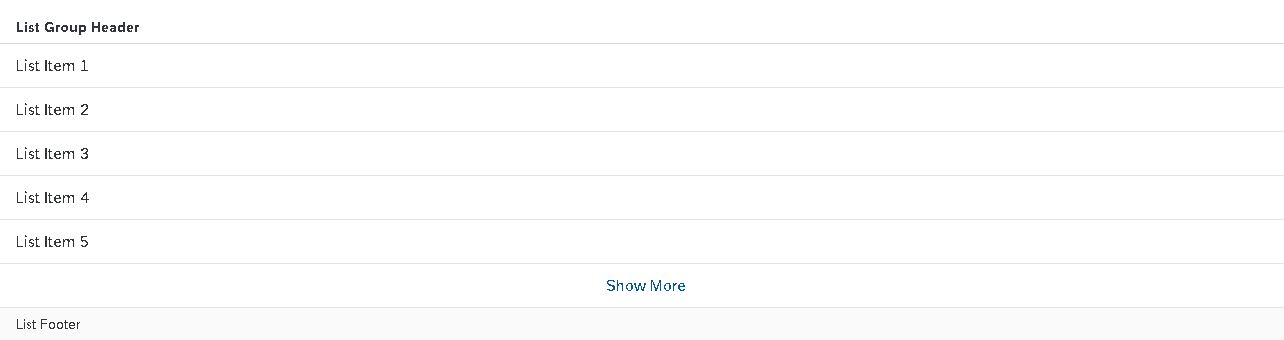 List Group Header
List Item 1
List Item 2
List Item 3
List Item 4
List Item 5
Show More
List Footer